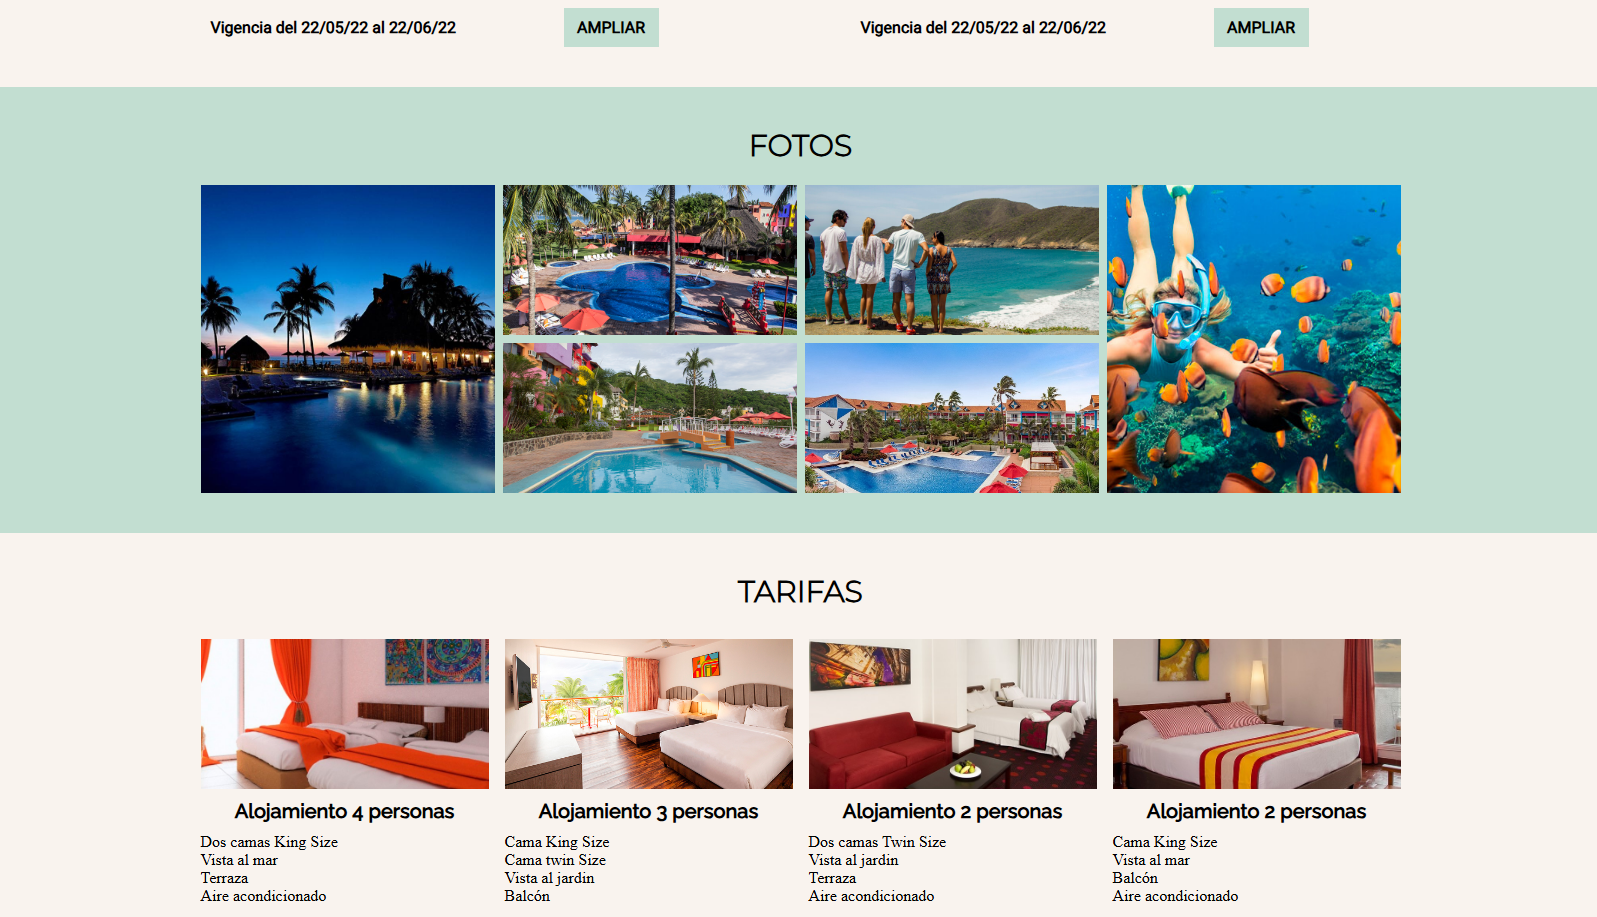 Vigencia del 22/05/22 al 22/06/22
AMPLIAR
Vigencia del 22/05/22 al 22/06/22
AMPLIAR
FOTOS
TARIFAS
Alojamiento 4 personas
Dos camas King Size
Vista al mar
Terraza
Aire acondicionado
Alojamiento 3 personas
Cama King Size
Cama twin Size
Vista al jardin
Balcón
Alojamiento 2 personas
Dos camas Twin Size
Vista al jardin
Terraza
Aire acondicionado
Alojamiento 2 personas
Cama King Size
Vista al mar
Balcón
Aire acondicionado